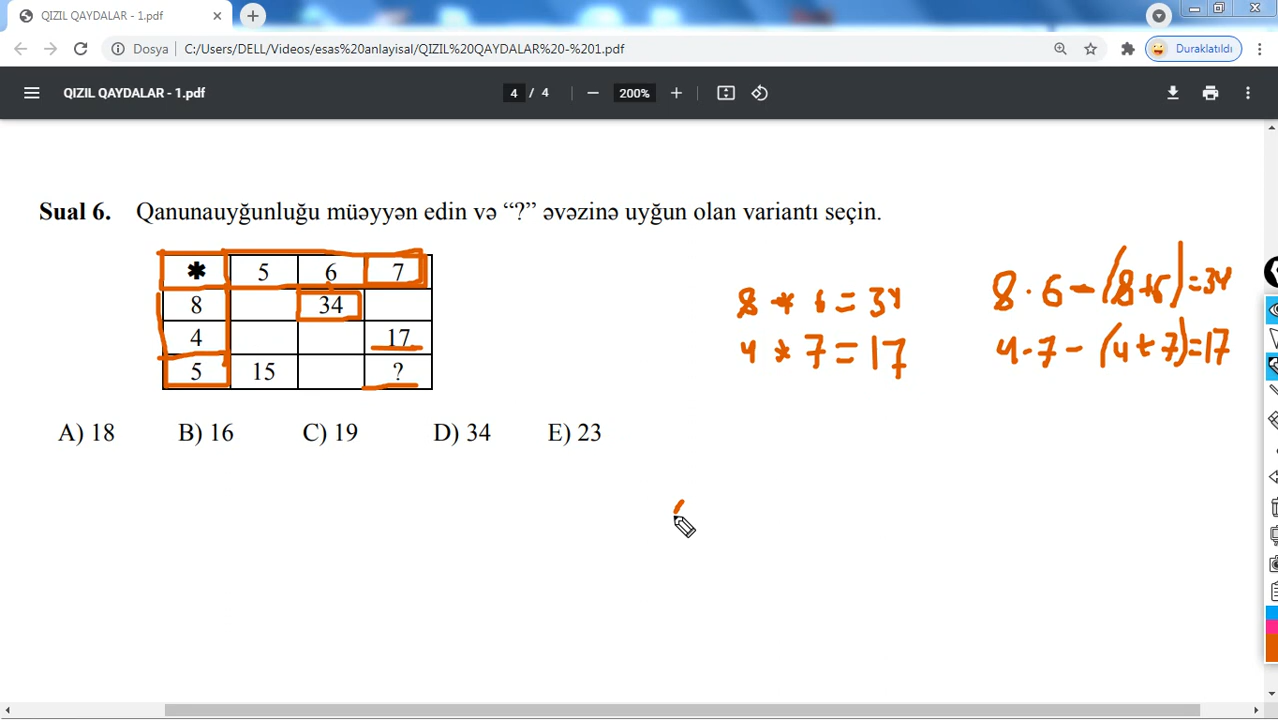 QIZIL QAYDALAR - 1.pdf
Dosya C:/Users/DELL/Videos/esas%20anlayisal/QIZIL%20QAYDALAR%20-%201.pdf Duraklatıldı
QIZIL QAYDALAR - 1.pdf 4 / 4 200%
Sual 6. Qanunauyğunluğu müəyyən edin və “?” əvəzinə uyğun olan variantı seçin.
* 5 6 7
8 34
4 17
5 15 ?
8 * 6 = 34
4 * 7 = 17
8 · 6 - (8+6) = 34
4 · 7 - (4+7) = 17
A) 18 B) 16 C) 19 D) 34 E) 23